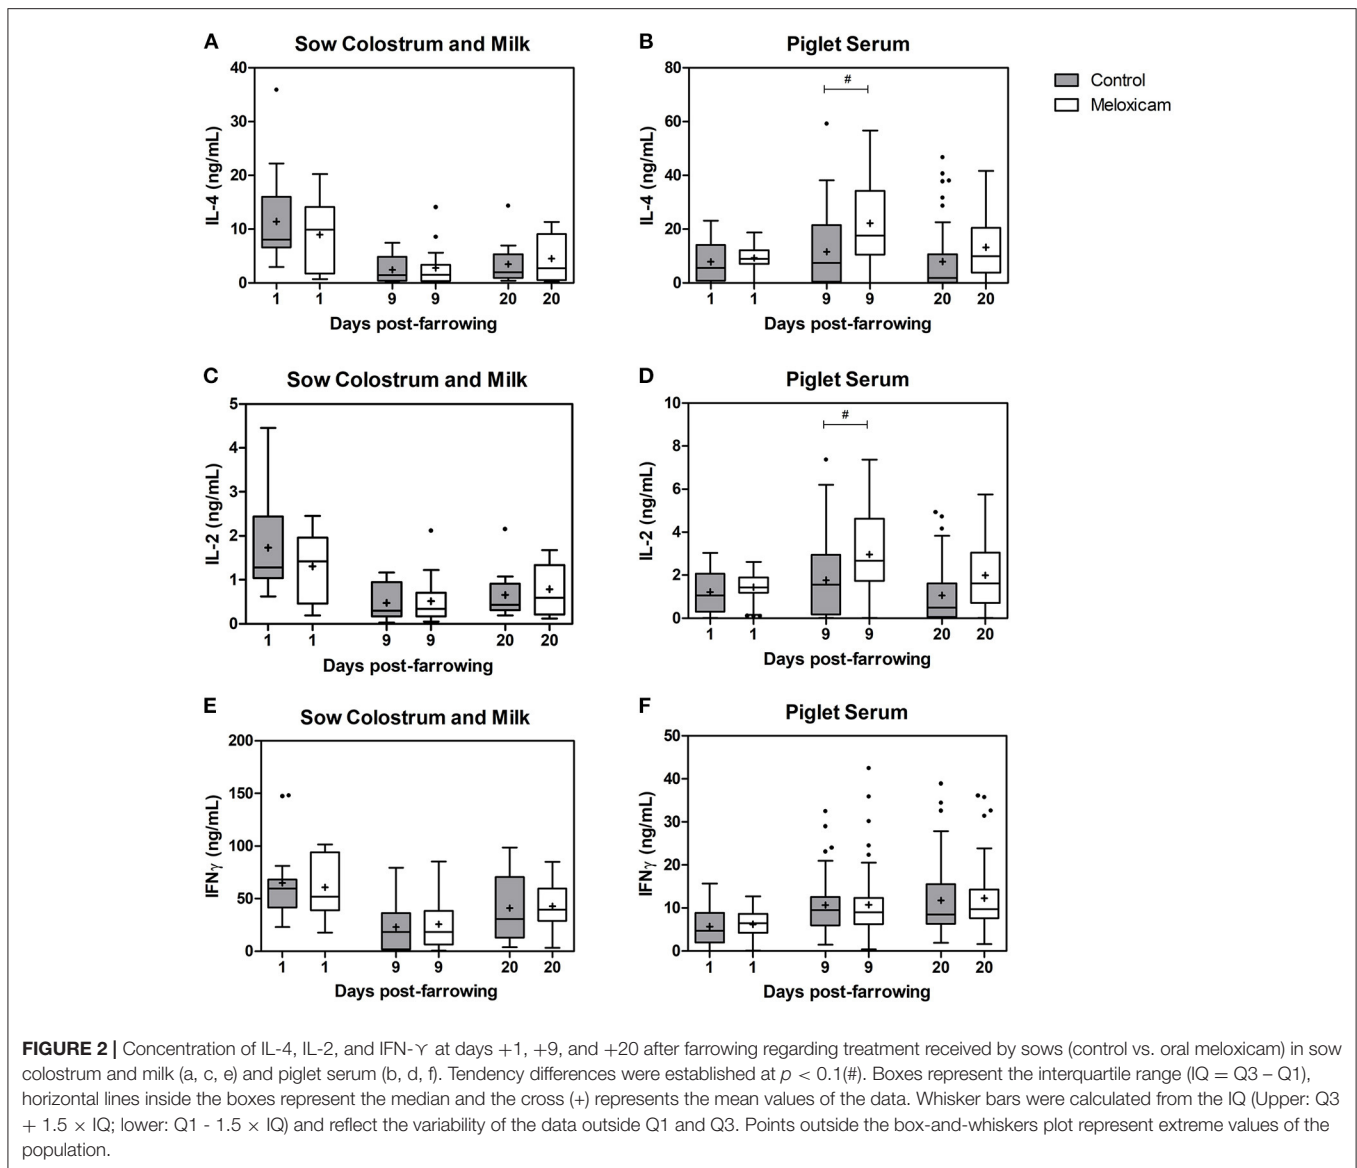 A
Sow Colostrum and Milk
40
30
20
10
0
IL-4 (ng/mL)
1 1 9 9 20 20
Days post-farrowing
B
Piglet Serum
#
80
60
40
20
0
IL-4 (ng/mL)
1 1 9 9 20 20
Days post-farrowing
Control
Meloxicam
C
Sow Colostrum and Milk
5
4
3
2
1
0
IL-2 (ng/mL)
1 1 9 9 20 20
Days post-farrowing
D
Piglet Serum
#
10
8
6
4
2
0
IL-2 (ng/mL)
1 1 9 9 20 20
Days post-farrowing
E
Sow Colostrum and Milk
200
150
100
50
0
IFNγ (ng/mL)
1 1 9 9 20 20
Days post-farrowing
F
Piglet Serum
50
40
30
20
10
0
IFNγ (ng/mL)
1 1 9 9 20 20
Days post-farrowing
FIGURE 2 | Concentration of IL-4, IL-2, and IFN-ϒ at days +1, +9, and +20 after farrowing regarding treatment received by sows (control vs. oral meloxicam) in sow
colostrum and milk (a, c, e) and piglet serum (b, d, f). Tendency differences were established at p < 0.1(#). Boxes represent the interquartile range (IQ = Q3 – Q1),
horizontal lines inside the boxes represent the median and the cross (+) represents the mean values of the data. Whisker bars were calculated from the IQ (Upper: Q3
+ 1.5 × IQ; lower: Q1 - 1.5 × IQ) and reflect the variability of the data outside Q1 and Q3. Points outside the box-and-whiskers plot represent extreme values of the
population.